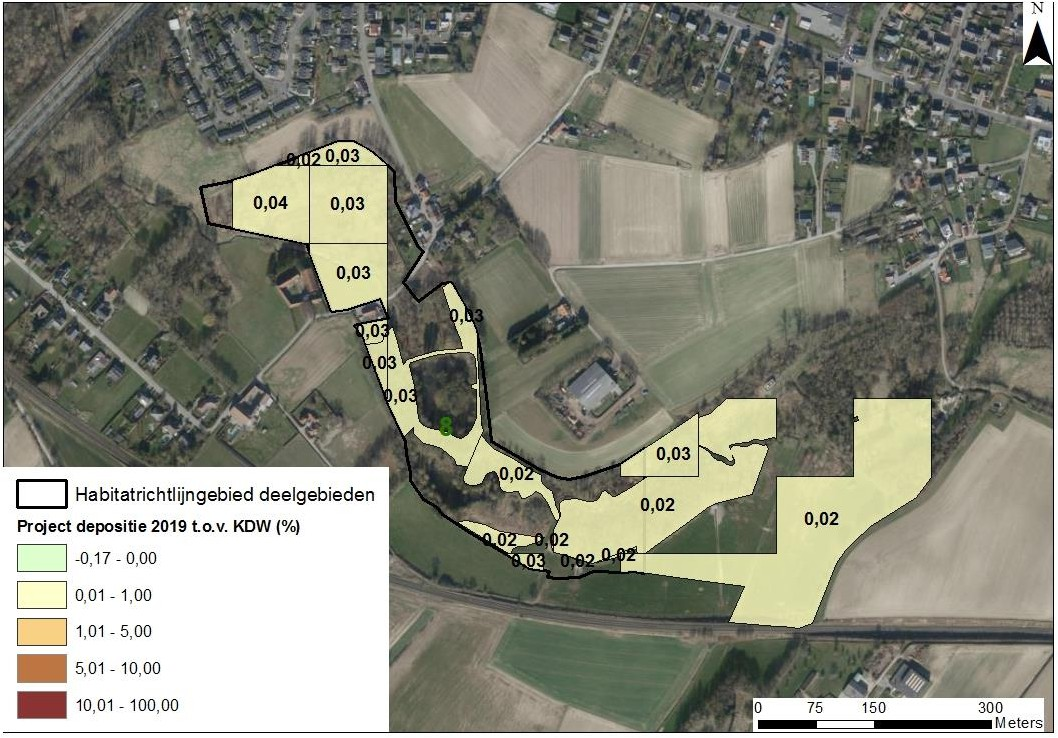 N
0,02 0,03
0,04 0,03
0,03
0,03
0,03
0,03
0,03
8
0,02
0,03
0,02
0,02
0,02 0,02
0,03 0,02 0,02
Habitatrichtlijngebied deelgebieden
Project depositie 2019 t.o.v. KDW (%)
-0,17 - 0,00
0,01 - 1,00
1,01 - 5,00
5,01 - 10,00
10,01 - 100,00
0 75 150 300
Meters